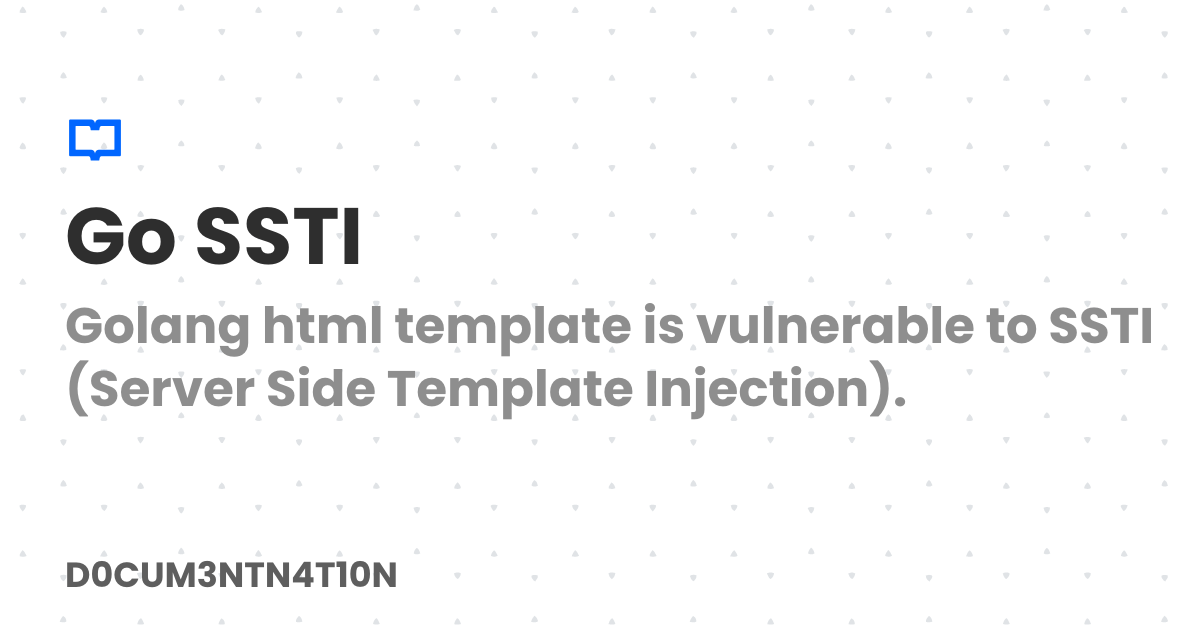 Go SSTI
Golang html template is vulnerable to SSTI
(Server Side Template Injection).
D0CUM3NTN4T10N